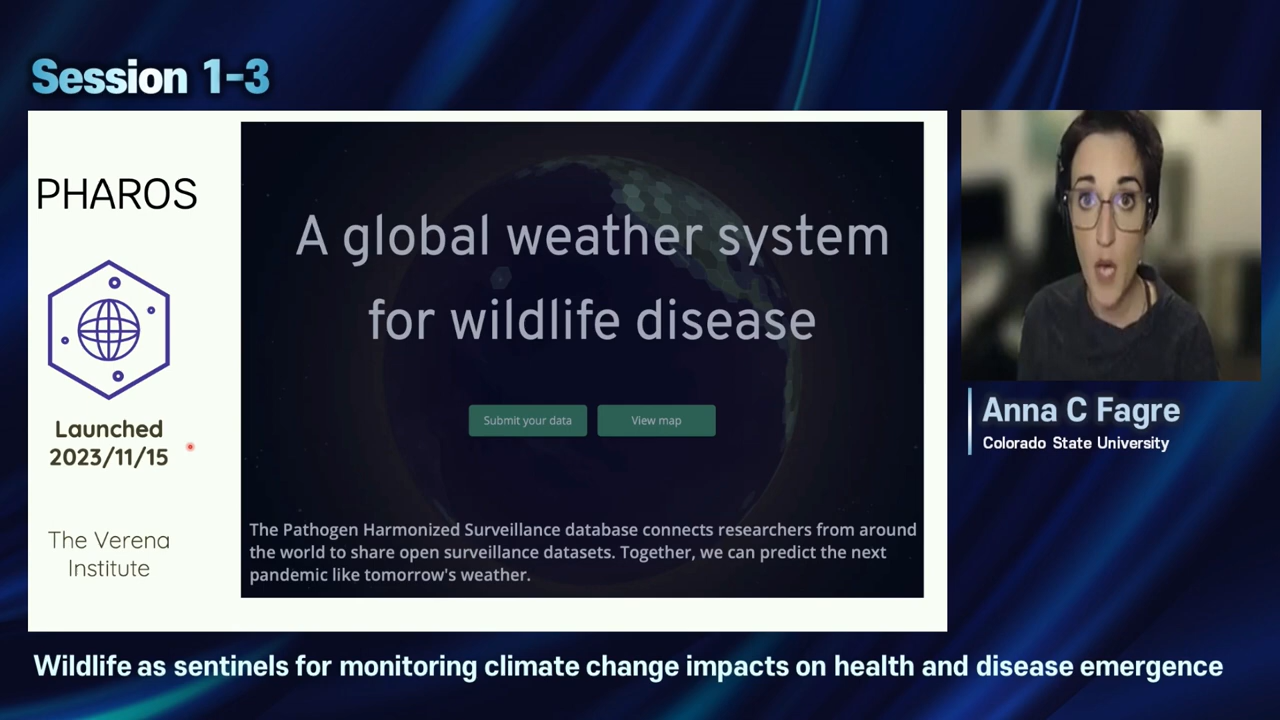 Session 1-3
PHAROS
Launched
2023/11/15
The Verena
Institute
A global weather system
for wildlife disease
Submit your data
View map
The Pathogen Harmonized Surveillance database connects researchers from around
the world to share open surveillance datasets. Together, we can predict the next
pandemic like tomorrow's weather.
Anna C Fagre
Colorado State University
Wildlife as sentinels for monitoring climate change impacts on health and disease emergence